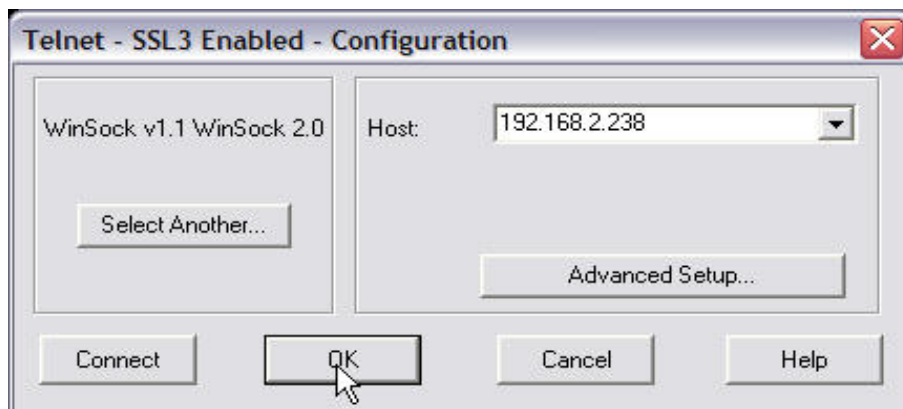 Telnet - SSL3 Enabled - Configuration
WinSock v1.1 WinSock 2.0
Select Another...
Host:
192.168.2.238
Advanced Setup...
Connect
OK
Cancel
Help